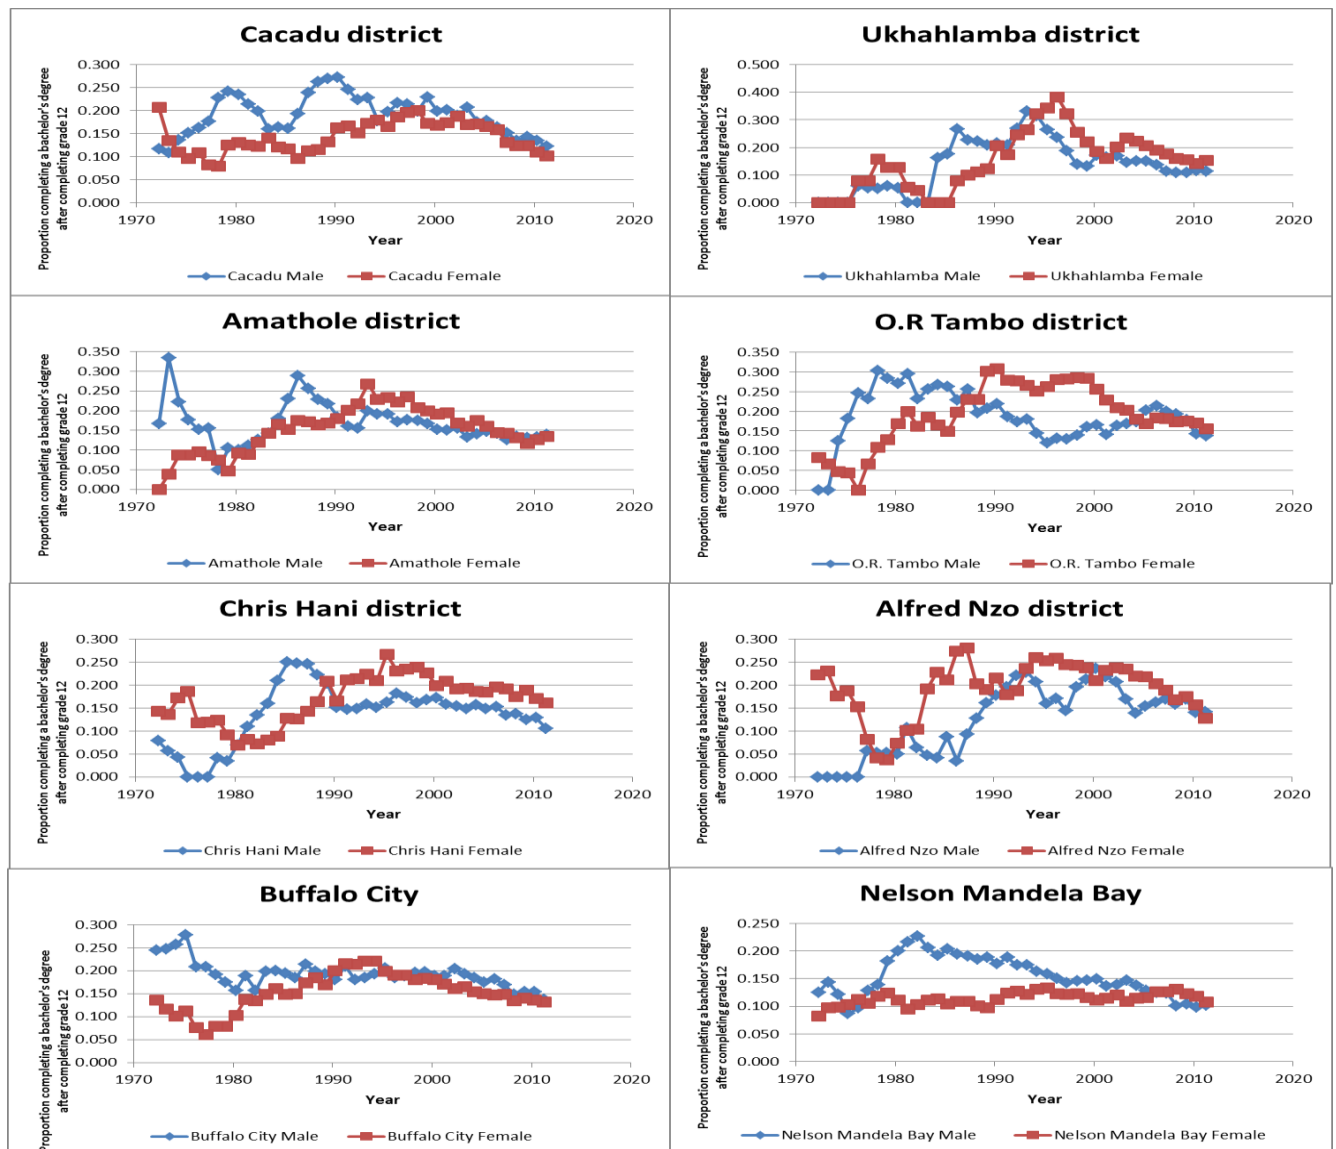 Cacadu district
Proportion completing a bachelor's degree
after completing grade 12
0.300
0.250
0.200
0.150
0.100
0.050
0.000
1970
1980
1990
2000
2010
2020
Year
Cacadu Male
Cacadu Female
Ukhahlamba district
Proportion completing a bachelor's degree
after completing grade 12
0.500
0.400
0.300
0.200
0.100
0.000
1970
1980
1990
2000
2010
2020
Year
Ukhahlamba Male
Ukhahlamba Female
Amathole district
Proportion completing a bachelor's degree
after completing grade 12
0.350
0.300
0.250
0.200
0.150
0.100
0.050
0.000
1970
1980
1990
2000
2010
2020
Year
Amathole Male
Amathole Female
O.R Tambo district
Proportion completing a bachelor's degree
after completing grade 12
0.350
0.300
0.250
0.200
0.150
0.100
0.050
0.000
1970
1980
1990
2000
2010
2020
Year
O.R. Tambo Male
O.R. Tambo Female
Chris Hani district
Proportion completing a bachelor's degree
after completing grade 12
0.300
0.250
0.200
0.150
0.100
0.050
0.000
1970
1980
1990
2000
2010
2020
Year
Chris Hani Male
Chris Hani Female
Alfred Nzo district
Proportion completing a bachelor's degree
after completing grade 12
0.300
0.250
0.200
0.150
0.100
0.050
0.000
1970
1980
1990
2000
2010
2020
Year
Alfred Nzo Male
Alfred Nzo Female
Buffalo City
Proportion completing a bachelor's degree
after completing grade 12
0.300
0.250
0.200
0.150
0.100
0.050
0.000
1970
1980
1990
2000
2010
2020
Year
Buffalo City Male
Buffalo City Female
Nelson Mandela Bay
Proportion completing a bachelor's degree
after completing grade 12
0.250
0.200
0.150
0.100
0.050
0.000
1970
1980
1990
2000
2010
2020
Year
Nelson Mandela Bay Male
Nelson Mandela Bay Female